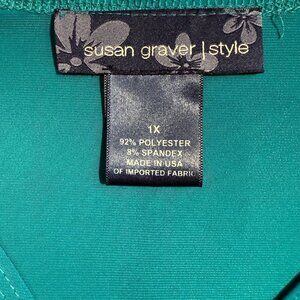 susan graver | style
1X
92% POLYESTER
8% SPANDEX
MADE IN USA
OF IMPORTED FABRIC